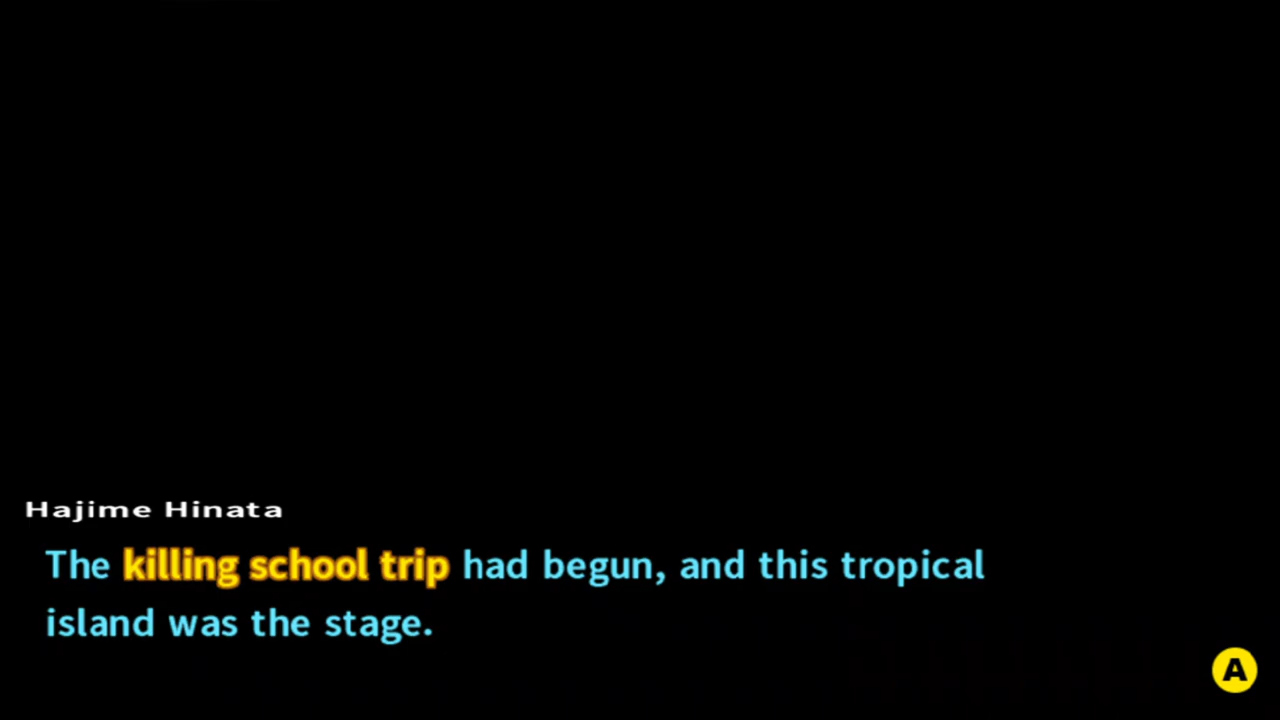 Hajime Hinata
The killing school trip had begun, and this tropical
island was the stage.
A